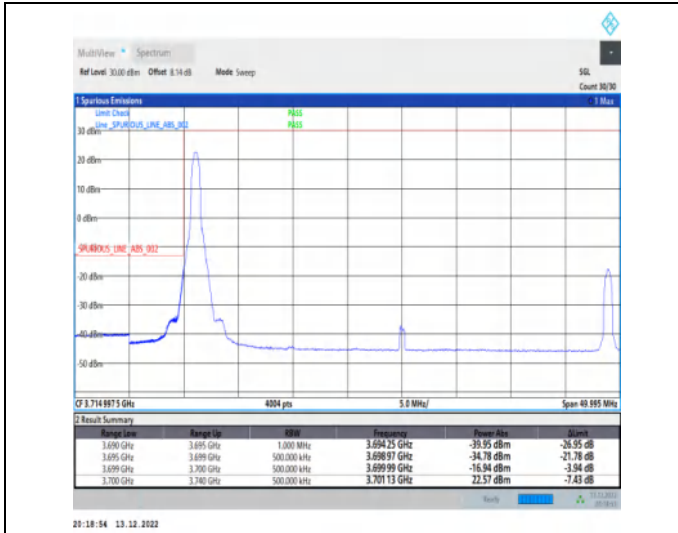 MultiView Spectrum
Ref Level 30.00 dBm Offset 8.14 dB Mode Sweep SGL
Count 30/30
1 Spurious Emissions 1 Max
Limit Check PASS
Line _SPURIOUS_LINE_ABS_002 PASS
30 dBm
20 dBm
10 dBm
0 dBm
_SPURIOUS_LINE_ABS_002
-20 dBm
-30 dBm
-40 dBm
-50 dBm
CF 3.714 997 5 GHz 4004 pts 5.0 MHz/ Span 49.995 MHz
2 Result Summary
Range Low Range Up RBW Frequency Power Abs ΔLimit
3.690 GHz 3.695 GHz 1.000 MHz 3.694 25 GHz -39.95 dBm -26.95 dB
3.695 GHz 3.699 GHz 500.000 kHz 3.698 97 GHz -34.78 dBm -21.78 dB
3.699 GHz 3.700 GHz 500.000 kHz 3.699 99 GHz -16.94 dBm -3.94 dB
3.700 GHz 3.740 GHz 500.000 kHz 3.701 13 GHz 22.57 dBm -7.43 dB
Ready
20:18:54 13.12.2022